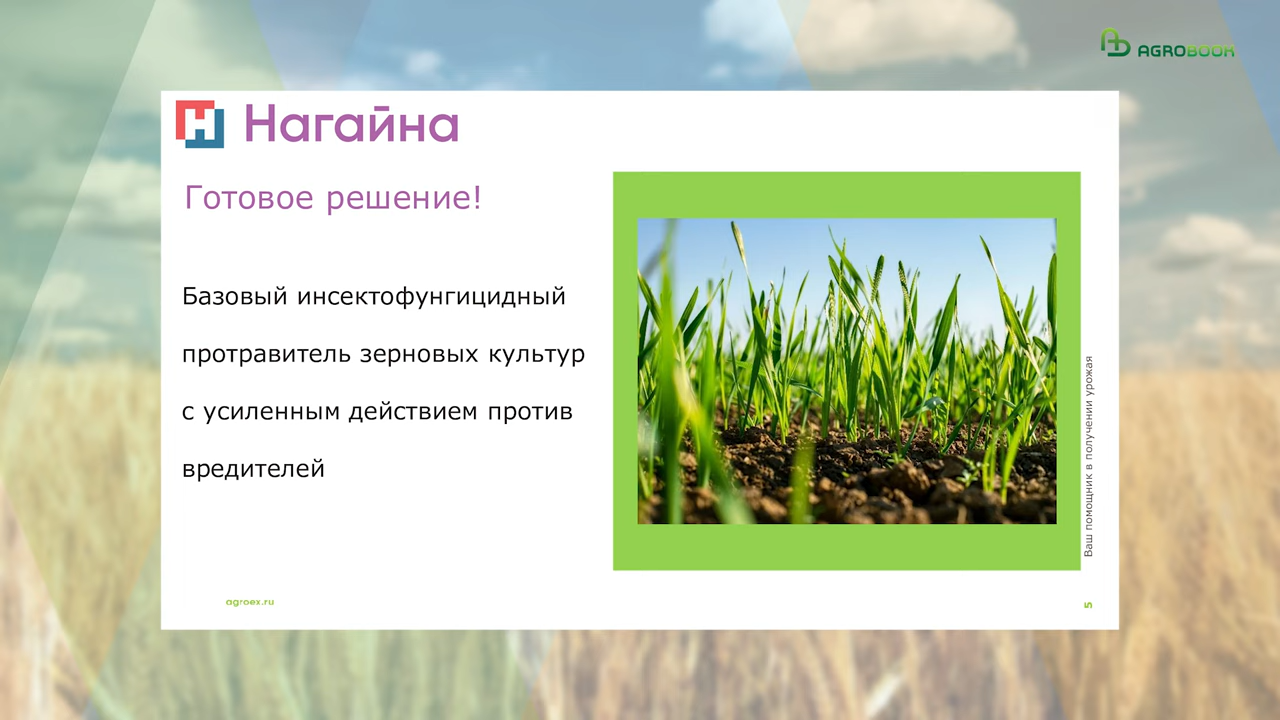 AGROBOOK
Нагайна
Готовое решение!
Базовый инсектофунгицидный
протравитель зерновых культур
с усиленным действием против
вредителей
Ваш помощник в получении урожая
agroex.ru
5